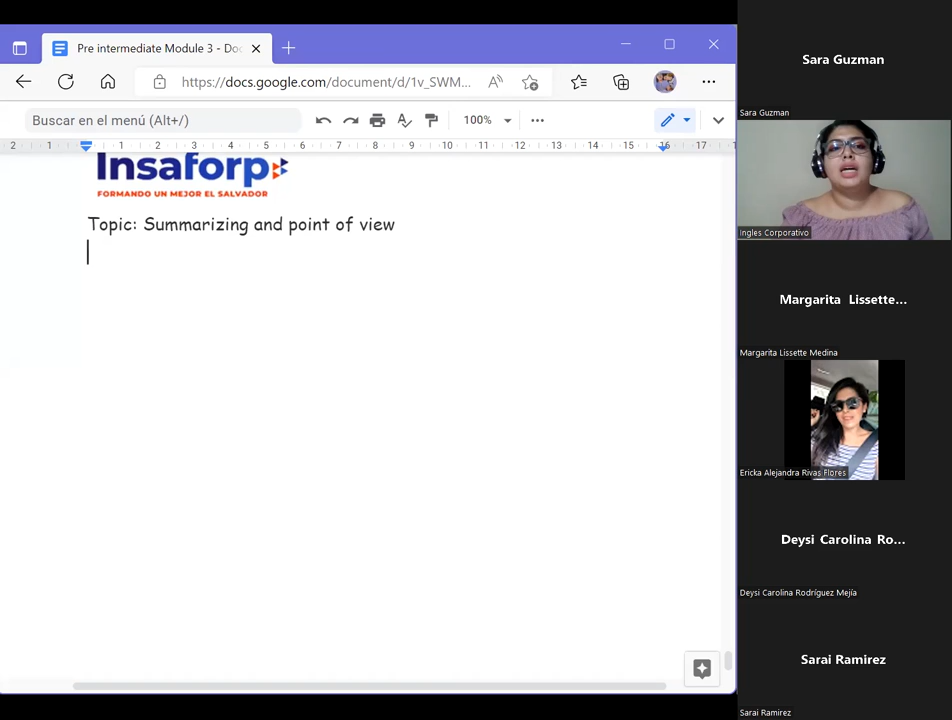 Pre intermediate Module 3 - Doc
https://docs.google.com/document/d/1v_SWM...
Buscar en el menú (Alt+/)
100%
2 1 1 2 3 4 5 6 7 8 9 10 11 12 13 14 15 16 17
Insaforp
FORMANDO UN MEJOR EL SALVADOR
Topic: Summarizing and point of view
Sara Guzman
Sara Guzman
Ingles Corporativo
Margarita Lissette...
Margarita Lissette Medina
Ericka Alejandra Rivas Flores
Deysi Carolina Ro...
Deysi Carolina Rodríguez Mejía
Sarai Ramirez
Sarai Ramirez